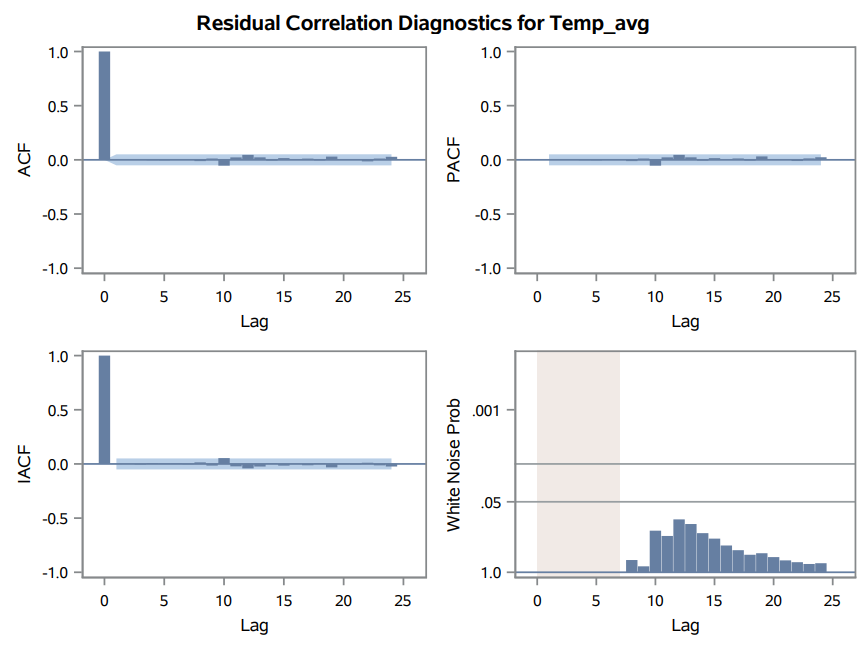 Residual Correlation Diagnostics for Temp_avg
1.0
0.5
0.0
-0.5
-1.0
ACF
0 5 10 15 20 25
Lag
1.0
0.5
0.0
-0.5
-1.0
PACF
0 5 10 15 20 25
Lag
1.0
0.5
0.0
-0.5
-1.0
IACF
0 5 10 15 20 25
Lag
.001
.05
1.0
White Noise Prob
0 5 10 15 20 25
Lag